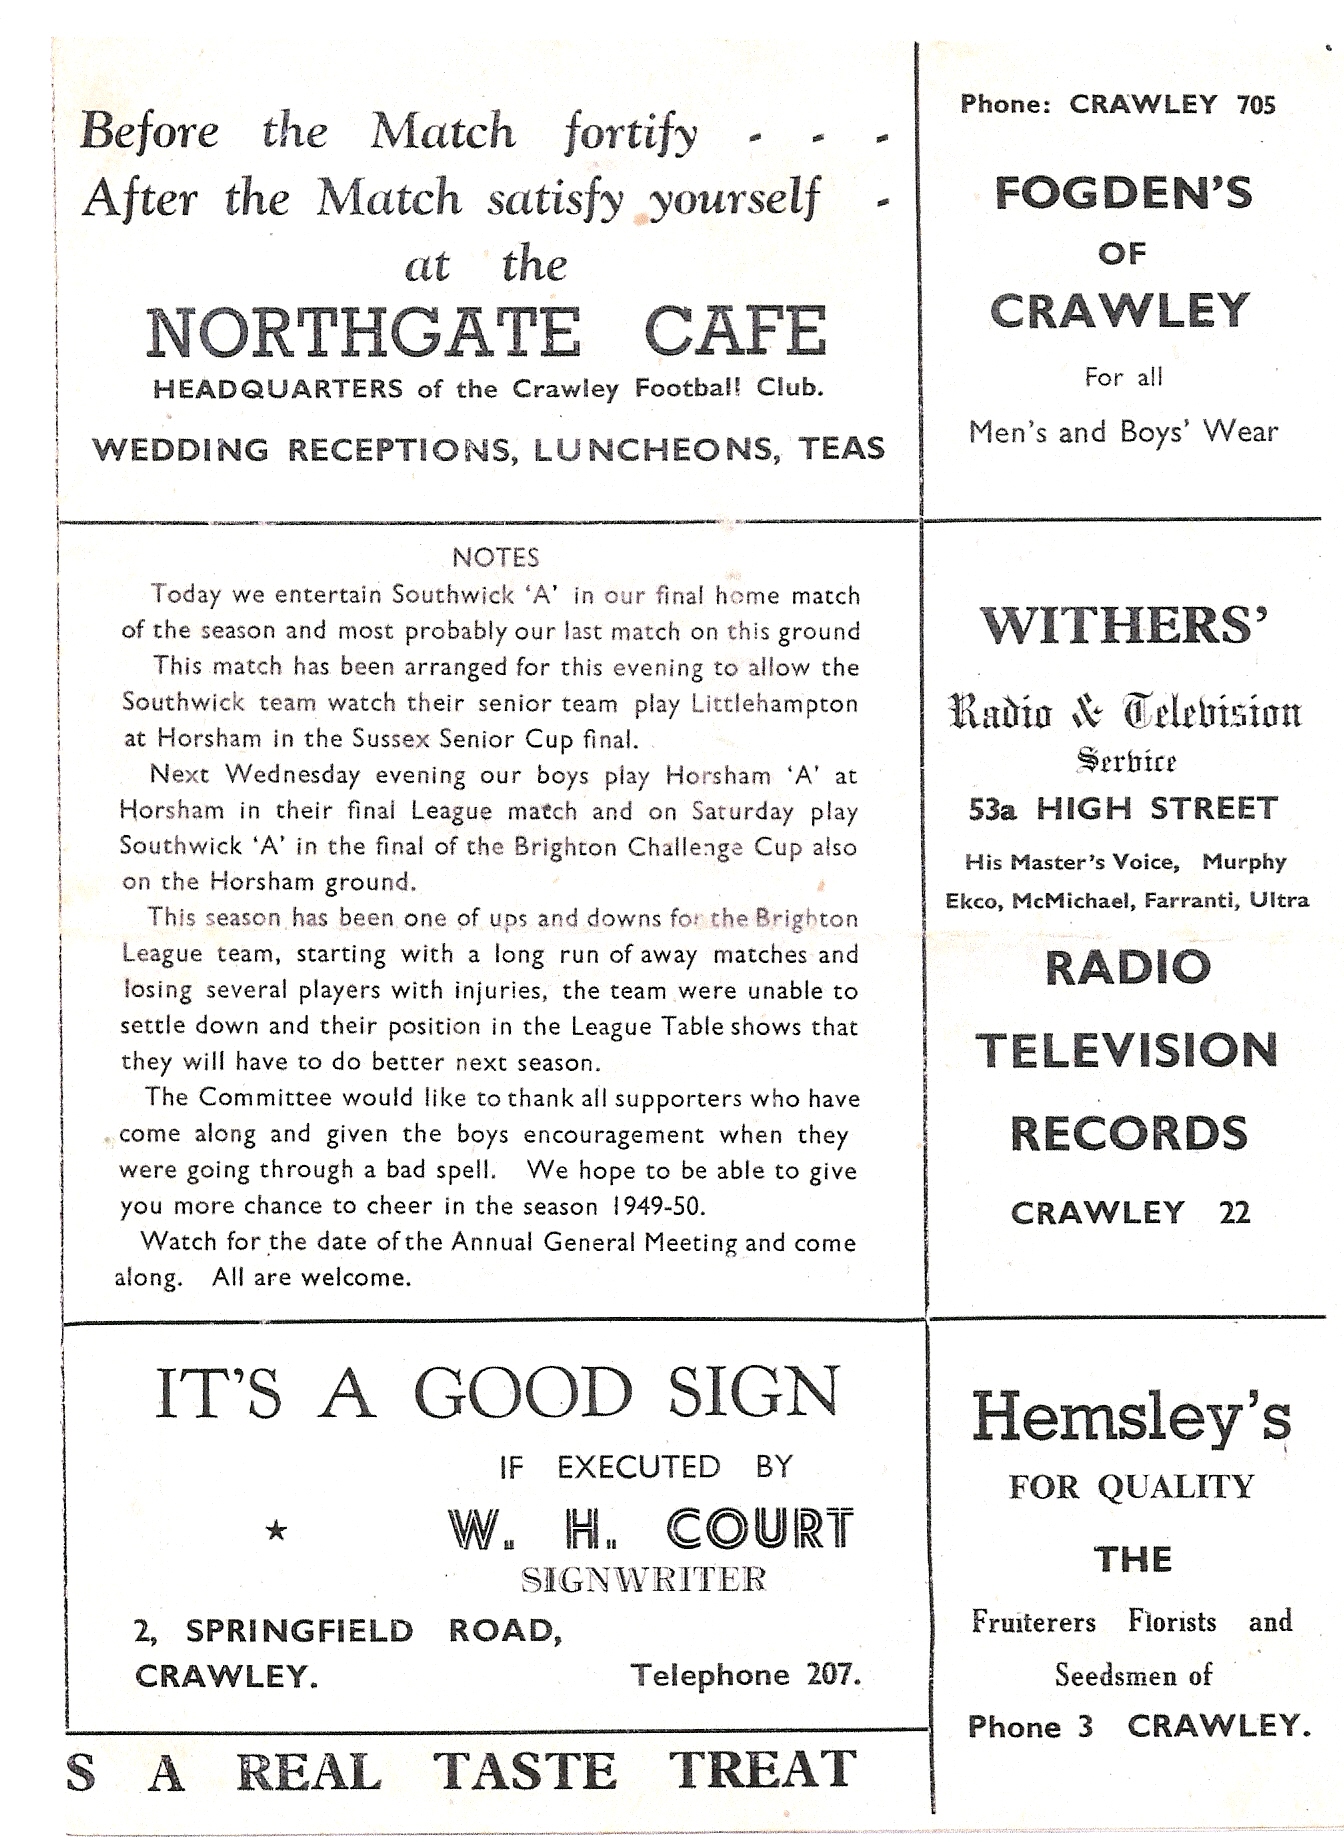 Before the Match fortify - - -
After the Match satisfy yourself -
at the
NORTHGATE CAFE
HEADQUARTERS of the Crawley Football Club.
WEDDING RECEPTIONS, LUNCHEONS, TEAS
Phone: CRAWLEY 705
FOGDEN'S
OF
CRAWLEY
For all
Men's and Boys' Wear
NOTES
Today we entertain Southwick 'A' in our final home match
of the season and most probably our last match on this ground
This match has been arranged for this evening to allow the
Southwick team watch their senior team play Littlehampton
at Horsham in the Sussex Senior Cup final.
Next Wednesday evening our boys play Horsham 'A' at
Horsham in their final League match and on Saturday play
Southwick 'A' in the final of the Brighton Challenge Cup also
on the Horsham ground.
This season has been one of ups and downs for the Brighton
League team, starting with a long run of away matches and
losing several players with injuries, the team were unable to
settle down and their position in the League Table shows that
they will have to do better next season.
The Committee would like to thank all supporters who have
come along and given the boys encouragement when they
were going through a bad spell. We hope to be able to give
you more chance to cheer in the season 1949-50.
Watch for the date of the Annual General Meeting and come
along. All are welcome.
WITHERS'
Radio & Television
Service
53a HIGH STREET
His Master's Voice, Murphy
Ekco, McMichael, Farranti, Ultra
RADIO
TELEVISION
RECORDS
CRAWLEY 22
IT'S A GOOD SIGN
IF EXECUTED BY
★ W. H. COURT
SIGNWRITER
2, SPRINGFIELD ROAD,
CRAWLEY. Telephone 207.
Hemsley's
FOR QUALITY
THE
Fruiterers Florists and
Seedsmen of
Phone 3 CRAWLEY.
S A REAL TASTE TREAT